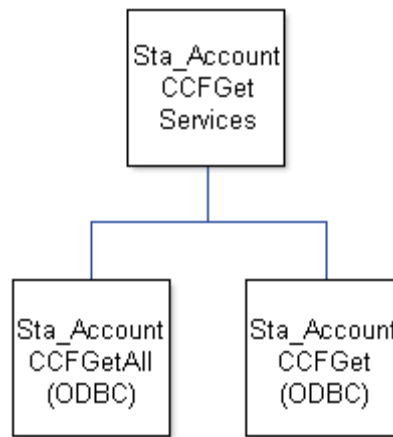 Sta_Account
CCFGet
Services
Sta_Account
CCFGetAll
(ODBC)
Sta_Account
CCFGet
(ODBC)